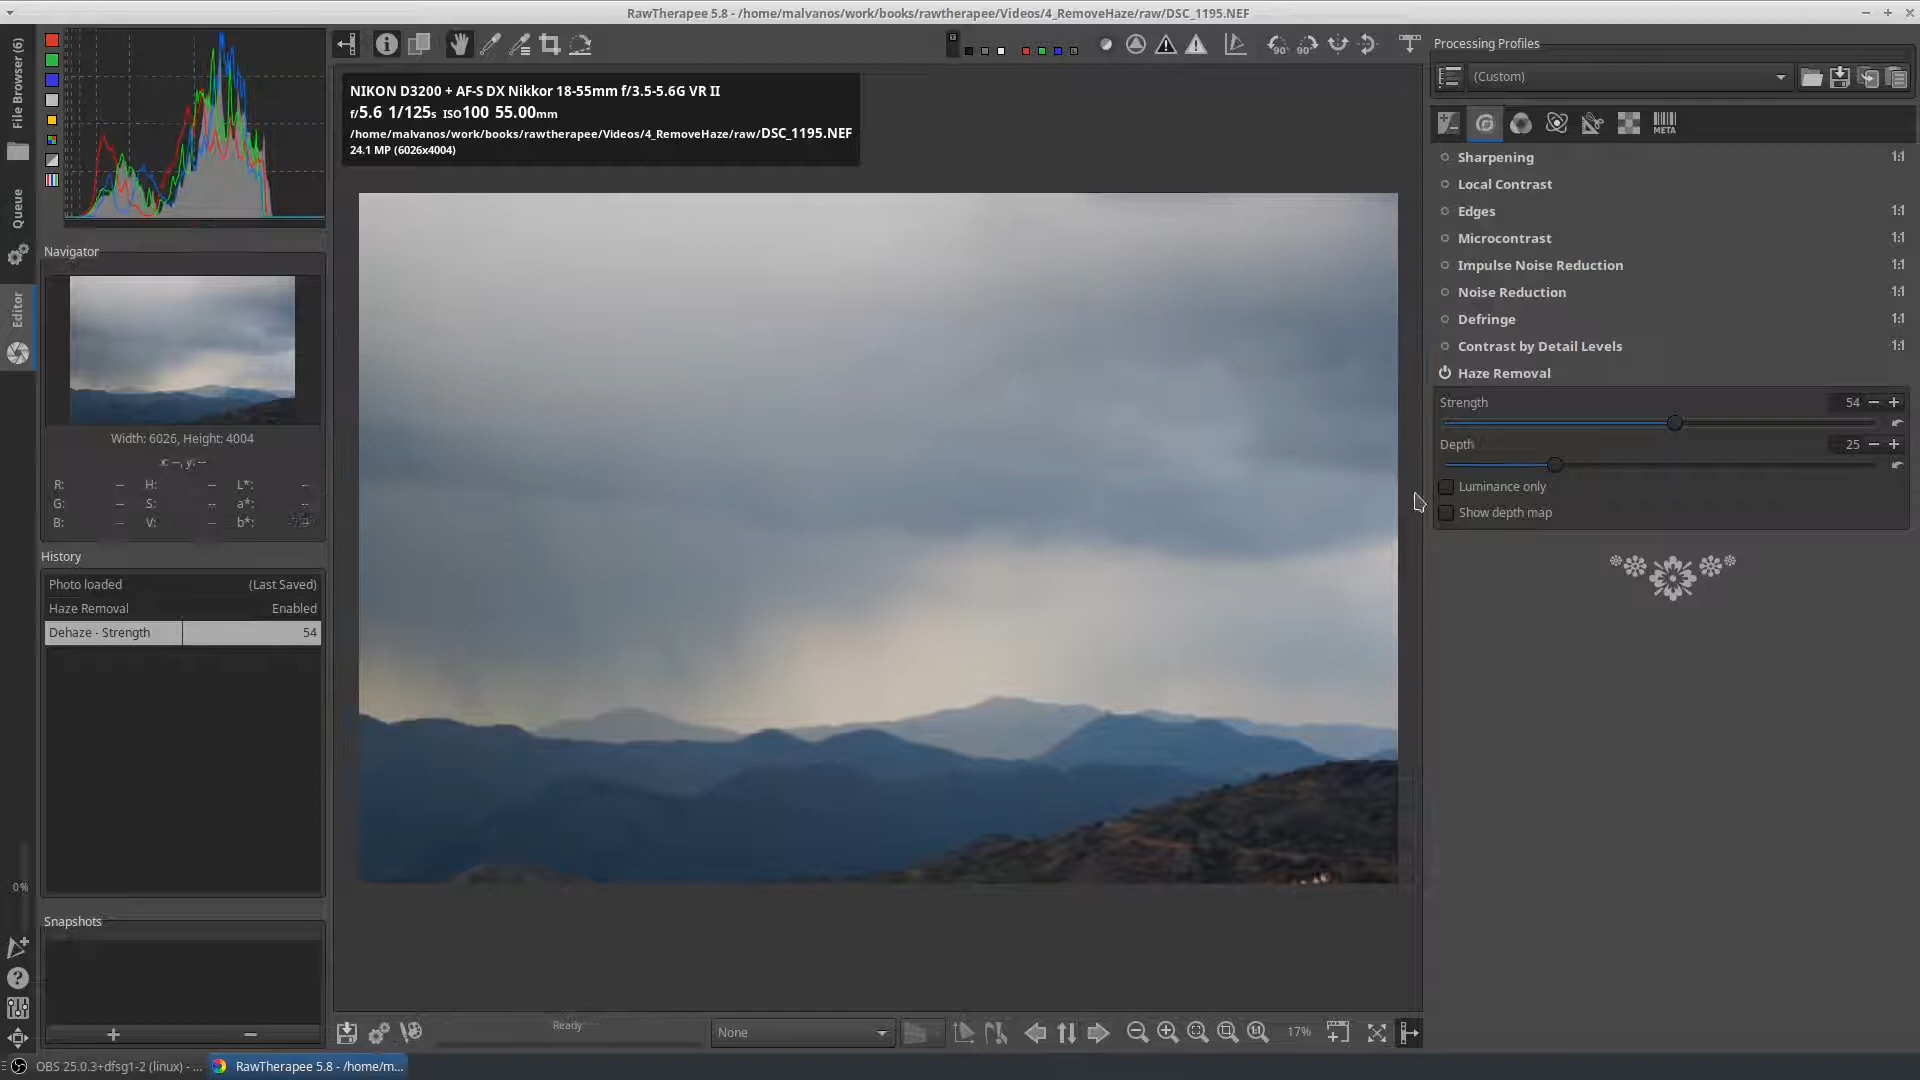 RawTherapee 5.8 - /home/malvanos/work/books/rawtherapee/Videos/4_RemoveHaze/raw/DSC_1195.NEF
File Browser (6)
Queue
Editor
0%
Navigator
Width: 6026, Height: 4004
x: --, y: --
R: -- H: -- L*: --
G: -- S: -- a*: --
B: -- V: -- b*:
History
Photo loaded (Last Saved)
Haze Removal Enabled
Dehaze - Strength 54
Snapshots
NIKON D3200 + AF-S DX Nikkor 18-55mm f/3.5-5.6G VR II
f/5.6 1/125s ISO100 55.00mm
/home/malvanos/work/books/rawtherapee/Videos/4_RemoveHaze/raw/DSC_1195.NEF
24.1 MP (6026x4004)
90° 90°
Ready
None
1:1
17%
Processing Profiles
(Custom)
META
Sharpening 1:1
Local Contrast
Edges 1:1
Microcontrast 1:1
Impulse Noise Reduction 1:1
Noise Reduction 1:1
Defringe 1:1
Contrast by Detail Levels 1:1
Haze Removal
Strength 54
Depth 25
Luminance only
Show depth map
OBS 25.0.3+dfsg1-2 (linux) - ...
RawTherapee 5.8 - /home/m...